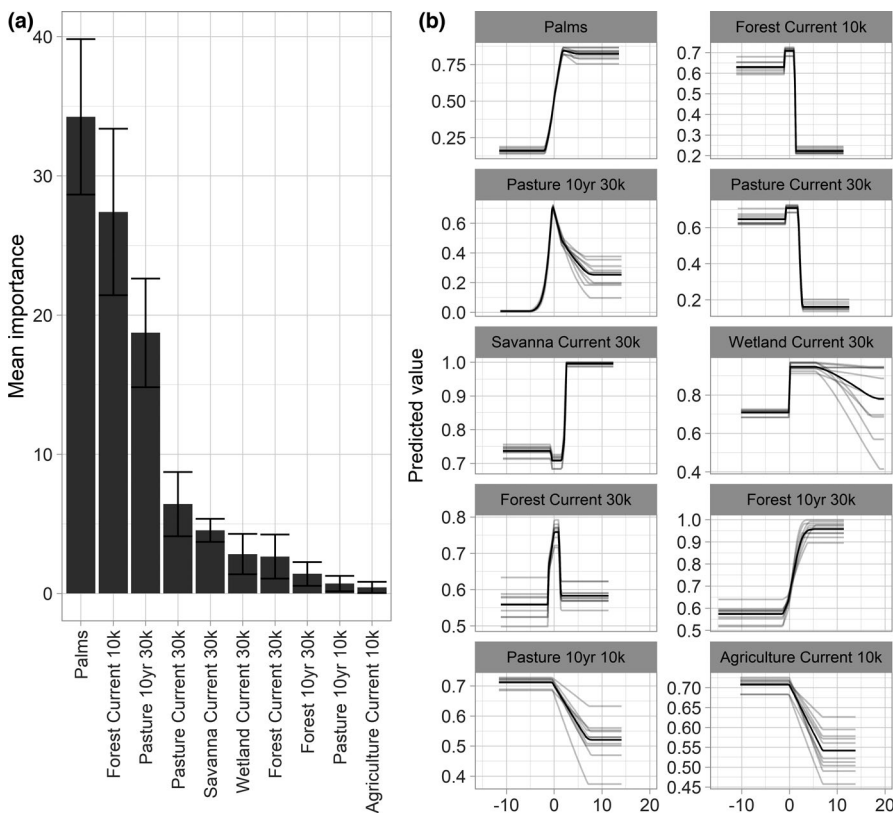 (a)
40
30
20
10
0
Mean importance
Palms
Forest Current 10k
Pasture 10yr 30k
Pasture Current 30k
Savanna Current 30k
Wetland Current 30k
Forest Current 30k
Forest 10yr 30k
Pasture 10yr 10k
Agriculture Current 10k
(b)
Predicted value
Palms
0.75
0.50
0.25
Forest Current 10k
0.7
0.6
0.5
0.4
0.3
0.2
Pasture 10yr 30k
0.6
0.4
0.2
0.0
Pasture Current 30k
0.6
0.4
0.2
Savanna Current 30k
1.0
0.9
0.8
0.7
Wetland Current 30k
0.8
0.6
0.4
Forest Current 30k
0.8
0.7
0.6
0.5
Forest 10yr 30k
1.0
0.9
0.8
0.7
0.6
0.5
Pasture 10yr 10k
0.7
0.6
0.5
0.4
Agriculture Current 10k
0.70
0.65
0.60
0.55
0.50
0.45
-10 0 10 20
-10 0 10 20